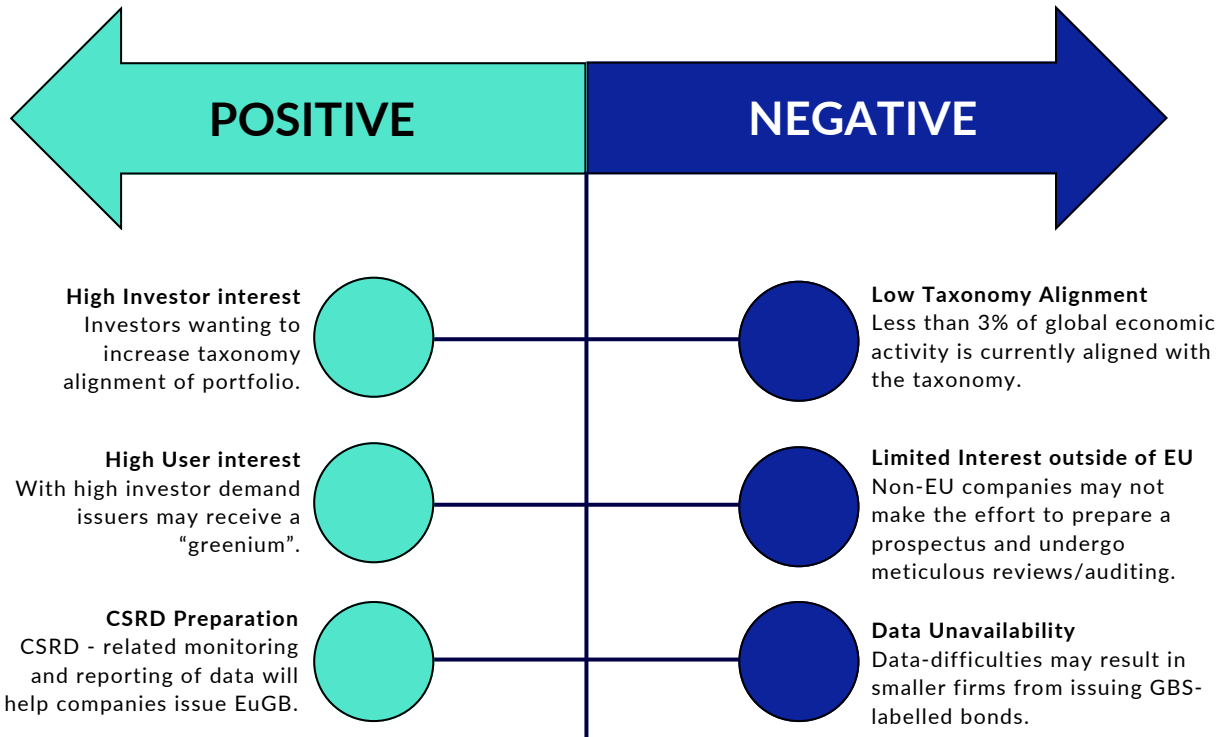 POSITIVE
NEGATIVE
High Investor interest
Investors wanting to
increase taxonomy
alignment of portfolio.
Low Taxonomy Alignment
Less than 3% of global economic
activity is currently aligned with
the taxonomy.
High User interest
With high investor demand
issuers may receive a
“greenium”.
Limited Interest outside of EU
Non-EU companies may not
make the effort to prepare a
prospectus and undergo
meticulous reviews/auditing.
CSRD Preparation
CSRD - related monitoring
and reporting of data will
help companies issue EuGB.
Data Unavailability
Data-difficulties may result in
smaller firms from issuing GBS-
labelled bonds.